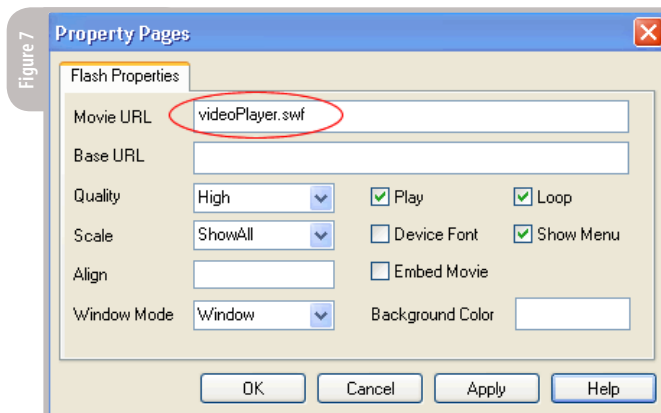 Figure 7
Property Pages
Flash Properties
Movie URL videoPlayer.swf
Base URL
Quality High Play Loop
Scale ShowAll Device Font Show Menu
Align Embed Movie
Window Mode Window Background Color
OK Cancel Apply Help